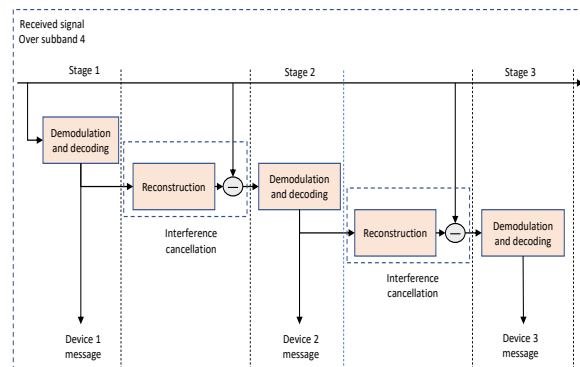 Received signal
Over subband 4
Stage 1
Stage 2
Stage 3
Demodulation
and decoding
Reconstruction
Interference
cancellation
Demodulation
and decoding
Reconstruction
Interference
cancellation
Demodulation
and decoding
Device 1
message
Device 2
message
Device 3
message